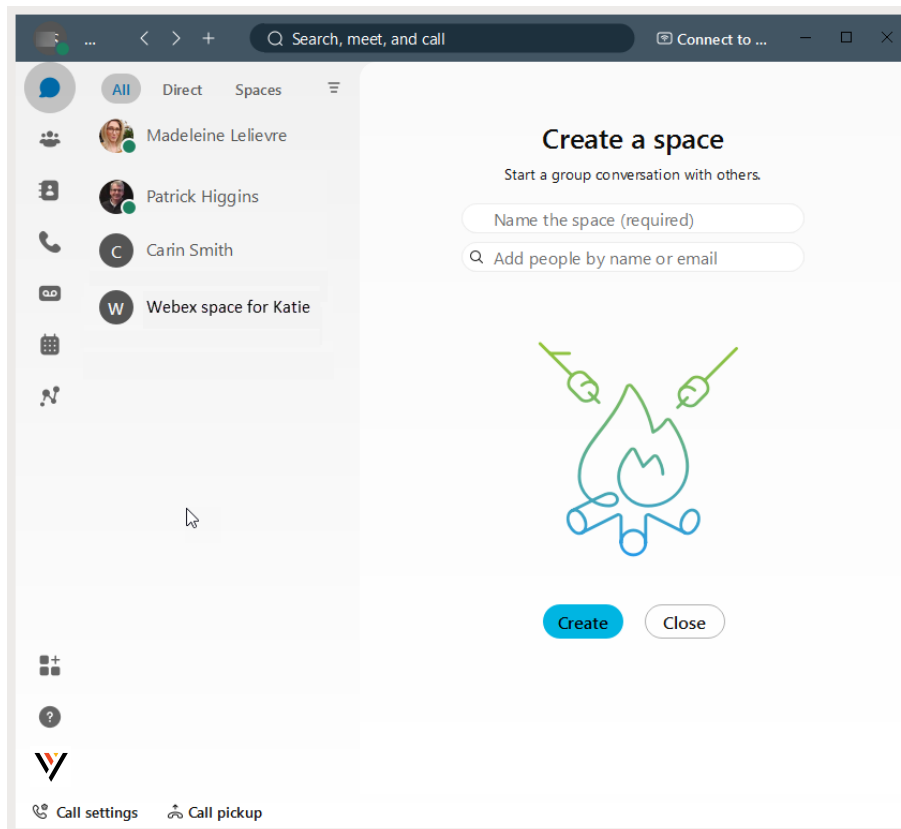 ... Search, meet, and call Connect to ...
All Direct Spaces
Madeleine Lelievre
Patrick Higgins
C Carin Smith
W Webex space for Katie
Create a space
Start a group conversation with others.
Name the space (required)
Add people by name or email
Create Close
Call settings Call pickup